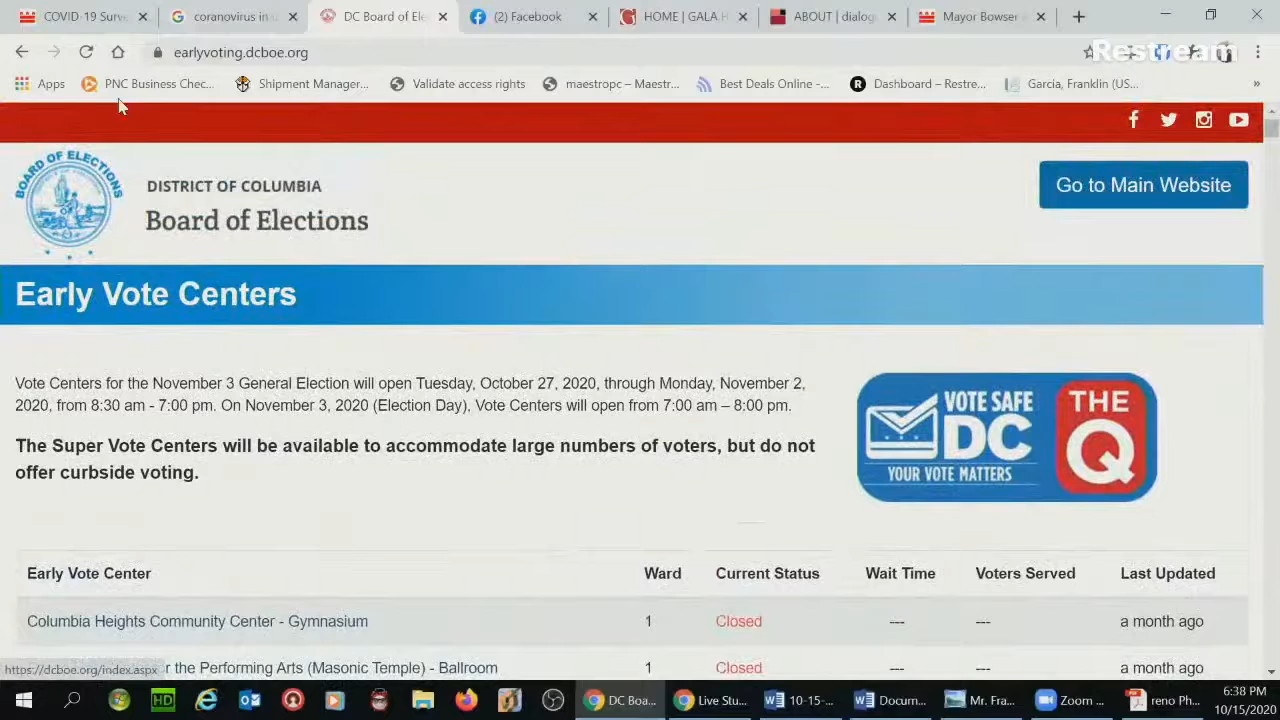 COVID-19 Surve
coranovirus in
DC Board of Ele
(2) Facebook
HOME | GALA H
ABOUT | dialog
Mayor Bowser
earlyvoting.dcboe.org
Restream
Apps
PNC Business Chec...
Shipment Manager...
Validate access rights
maestropc – Maestr...
Best Deals Online -...
Dashboard – Restre...
Garcia, Franklin (US...
»
BOARD OF ELECTIONS
DISTRICT OF COLUMBIA
Board of Elections
Go to Main Website
Early Vote Centers
Vote Centers for the November 3 General Election will open Tuesday, October 27, 2020, through Monday, November 2,
2020, from 8:30 am - 7:00 pm. On November 3, 2020 (Election Day), Vote Centers will open from 7:00 am – 8:00 pm.
The Super Vote Centers will be available to accommodate large numbers of voters, but do not
offer curbside voting.
VOTE SAFE
DC
YOUR VOTE MATTERS
THE
Q
Early Vote Center Ward Current Status Wait Time Voters Served Last Updated
Columbia Heights Community Center - Gymnasium 1 Closed --- --- a month ago
r the Performing Arts (Masonic Temple) - Ballroom 1 Closed --- --- a month ago
https://dcboe.org/index.aspx
HD
DC Boa...
Live Stu...
10-15-...
Docum...
Mr. Fra...
Zoom ...
reno Ph...
6:38 PM
10/15/2020